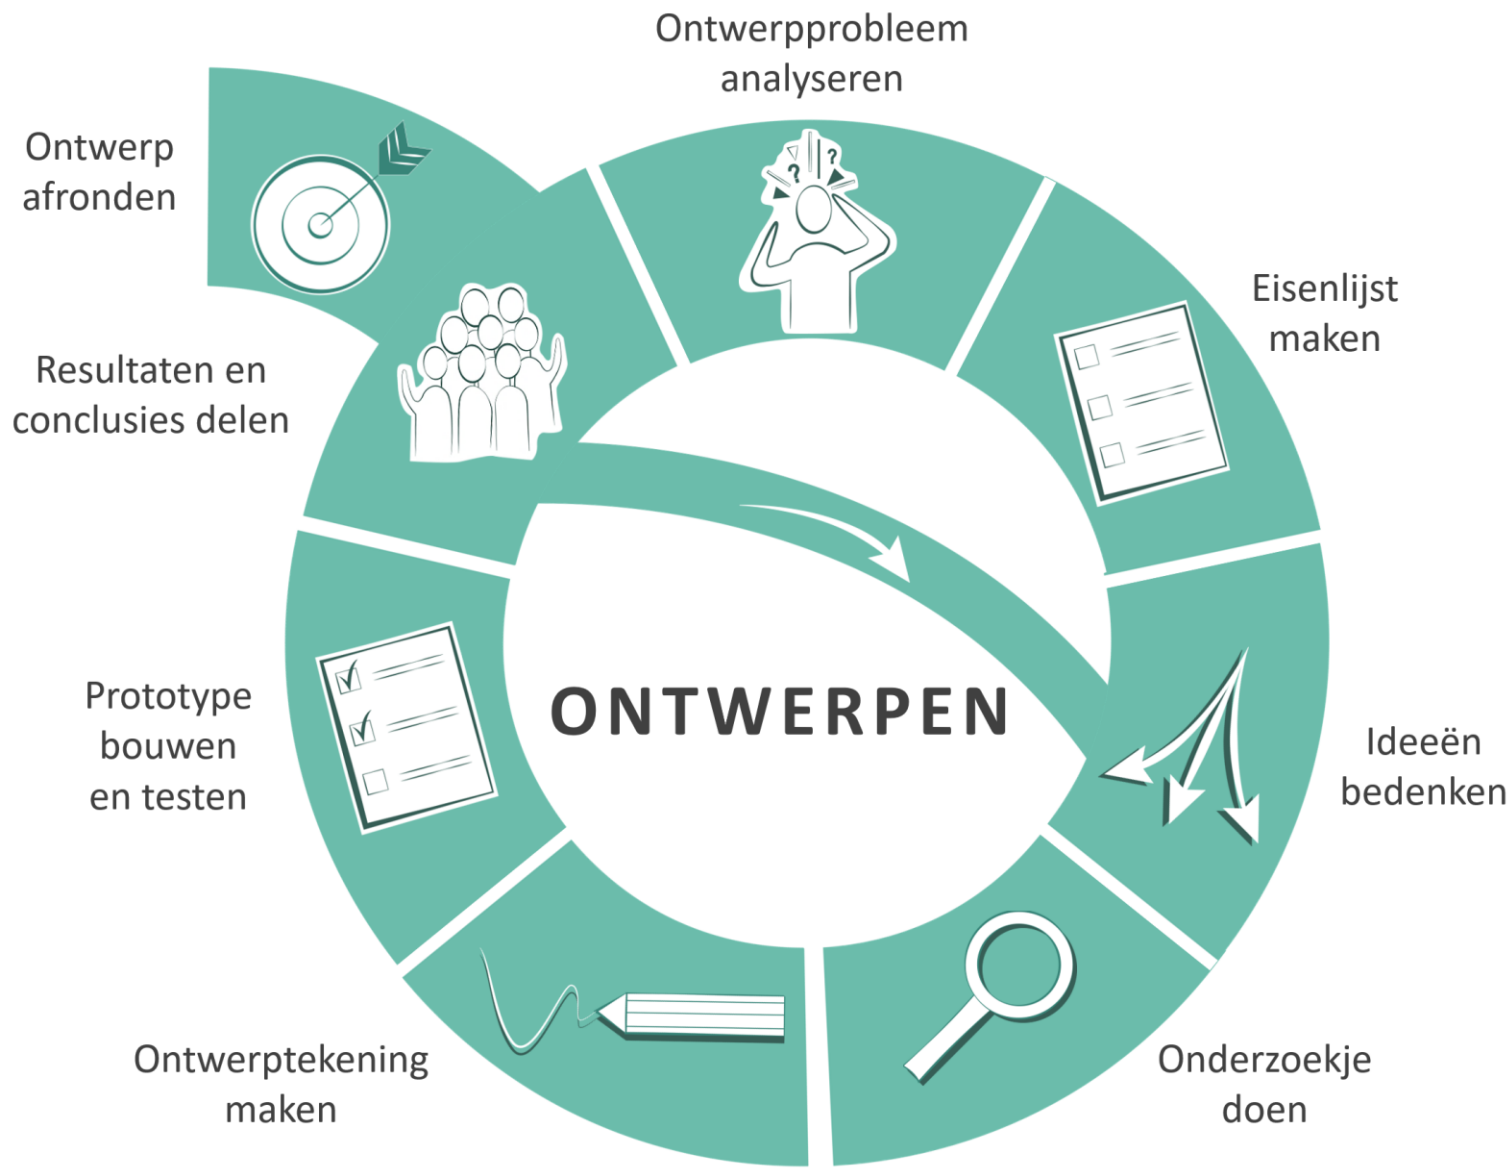 Ontwerpprobleem
analyseren
Eisenlijst
maken
Ideeën
bedenken
Onderzoekje
doen
Ontwerptekening
maken
Prototype
bouwen
en testen
Resultaten en
conclusies delen
Ontwerp
afronden
? ?
ONTWERPEN